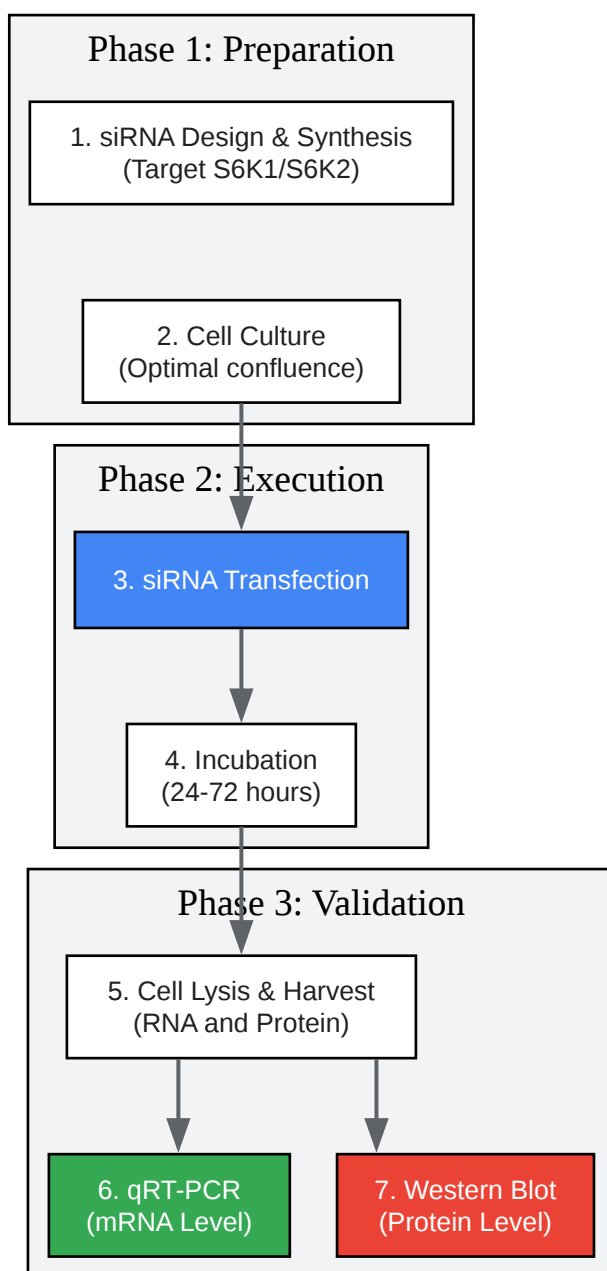 Phase 1: Preparation
1. siRNA Design & Synthesis
(Target S6K1/S6K2)
2. Cell Culture
(Optimal confluence)
Phase 2: Execution
3. siRNA Transfection
4. Incubation
(24-72 hours)
Phase 3: Validation
5. Cell Lysis & Harvest
(RNA and Protein)
6. qRT-PCR
(mRNA Level)
7. Western Blot
(Protein Level)